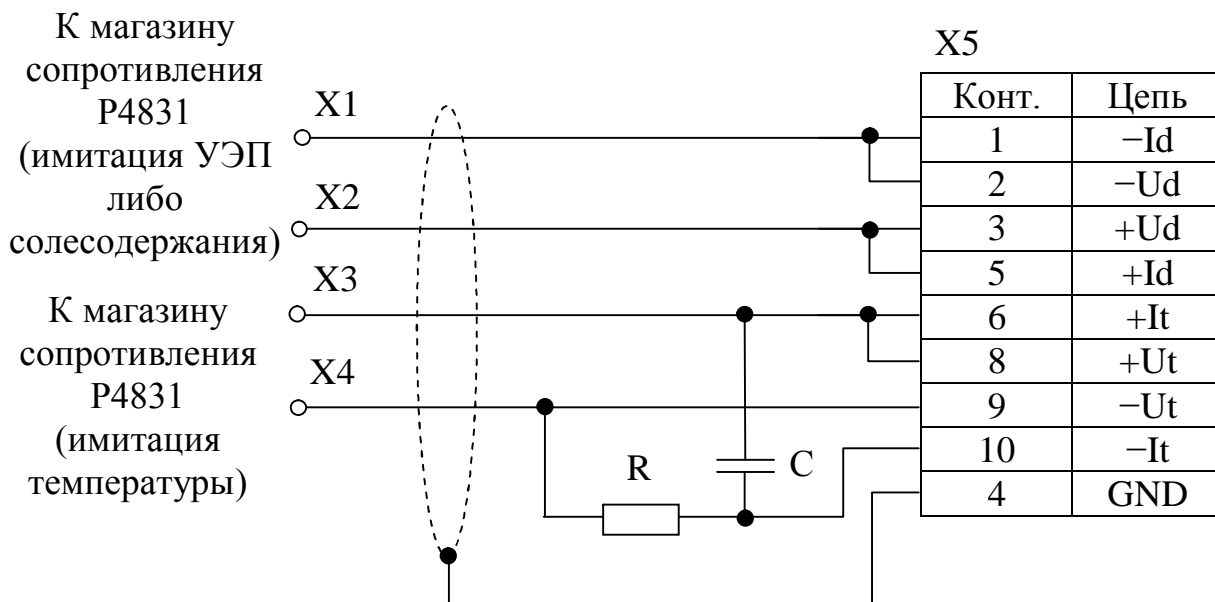 К магазину
сопротивления
Р4831
(имитация УЭП
либо
солесодержания)
К магазину
сопротивления
Р4831
(имитация
температуры)
X1
X2
X3
X4
R
C
X5
Конт. Цепь
1 −Id
2 −Ud
3 +Ud
5 +Id
6 +It
8 +Ut
9 −Ut
10 −It
4 GND